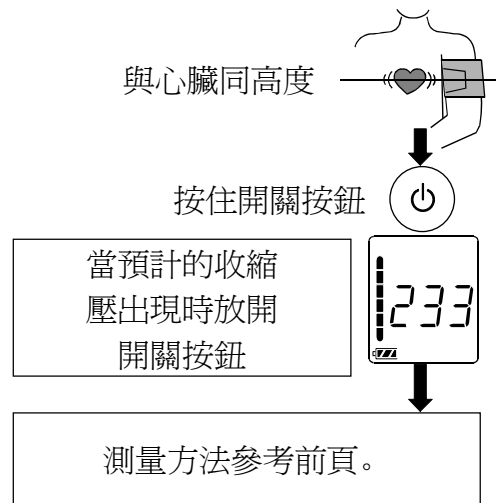 與心臟同高度
按住開關按鈕
當預計的收縮
壓出現時放開
開關按鈕
233
測量方法參考前頁。